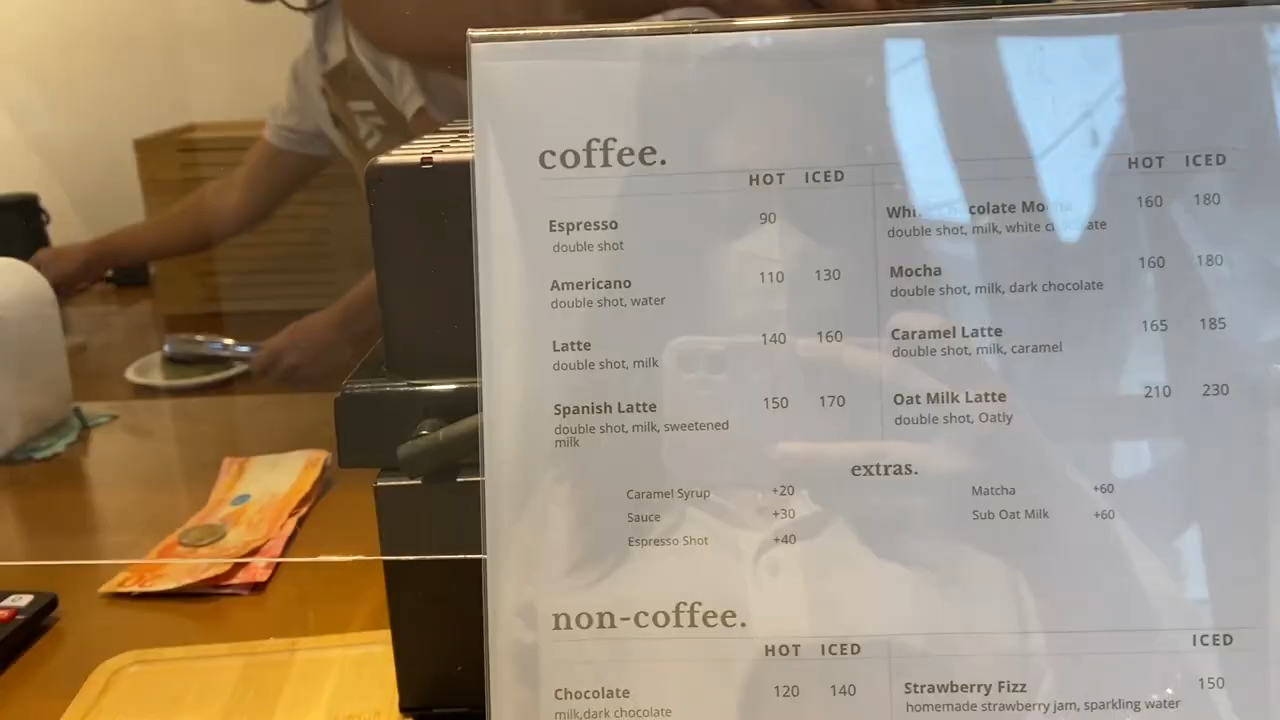 coffee.
HOT ICED
Espresso 90
double shot
Americano 110 130
double shot, water
Latte 140 160
double shot, milk
Spanish Latte 150 170
double shot, milk, sweetened
milk
HOT ICED
160 180
double shot, milk, white
Mocha 160 180
double shot, milk, dark chocolate
Caramel Latte 165 185
double shot, milk, caramel
Oat Milk Latte 210 230
double shot, Oatly
extras.
Caramel Syrup +20
Sauce +30
Espresso Shot +40
Matcha +60
Sub Oat Milk +60
non-coffee.
HOT ICED
Chocolate 120 140
milk,dark chocolate
ICED
Strawberry Fizz 150
homemade strawberry jam, sparkling water